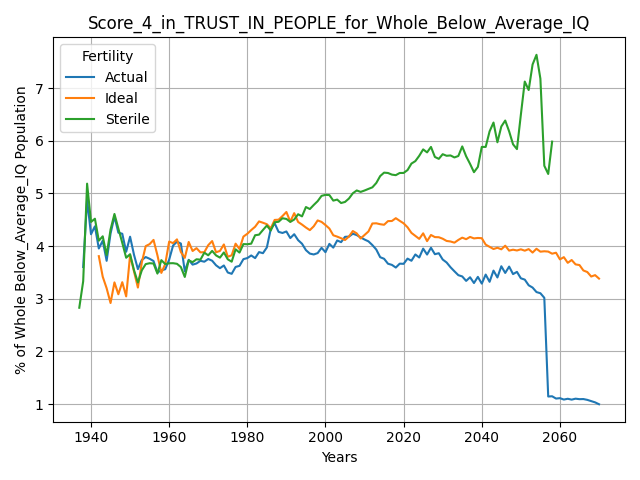 Score_4_in_TRUST_IN_PEOPLE_for_Whole_Below_Average_IQ
Fertility
Actual
Ideal
Sterile
% of Whole Below_Average_IQ Population
7
6
5
4
3
2
1
1940 1960 1980 2000 2020 2040 2060
Years